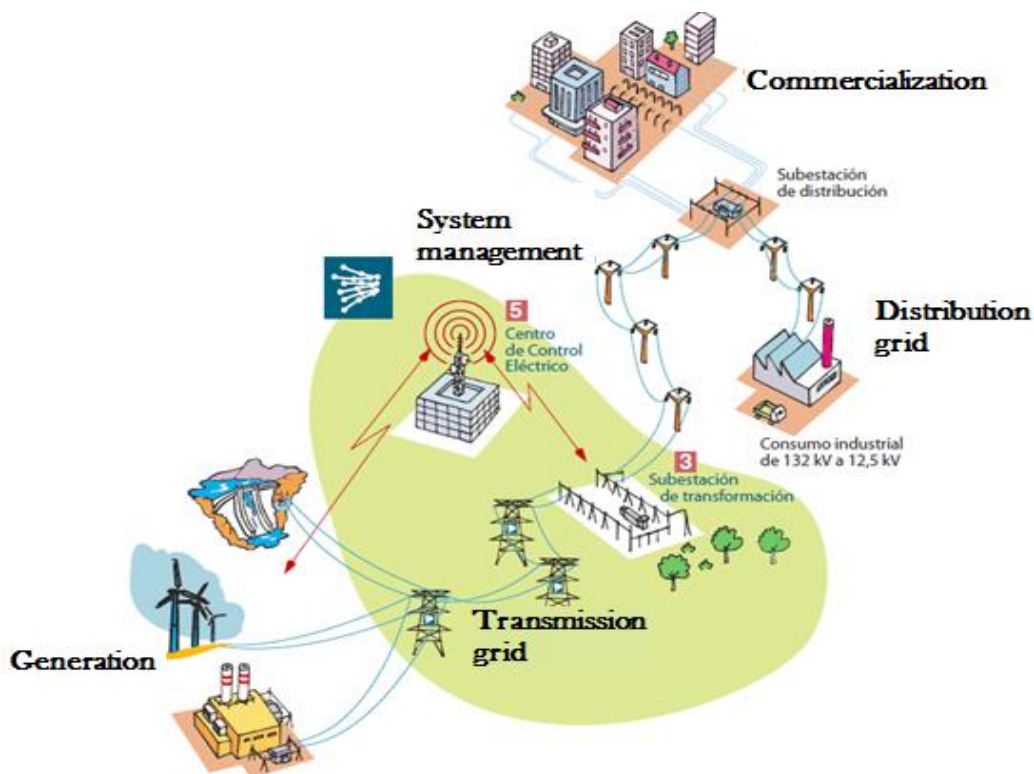 Commercialization
Subestación
de distribución
System
management
5
Centro
de Control
Eléctrico
Distribution
grid
Consumo industrial
de 132 kV a 12,5 kV
3
Subestación
de transformación
Transmission
grid
Generation